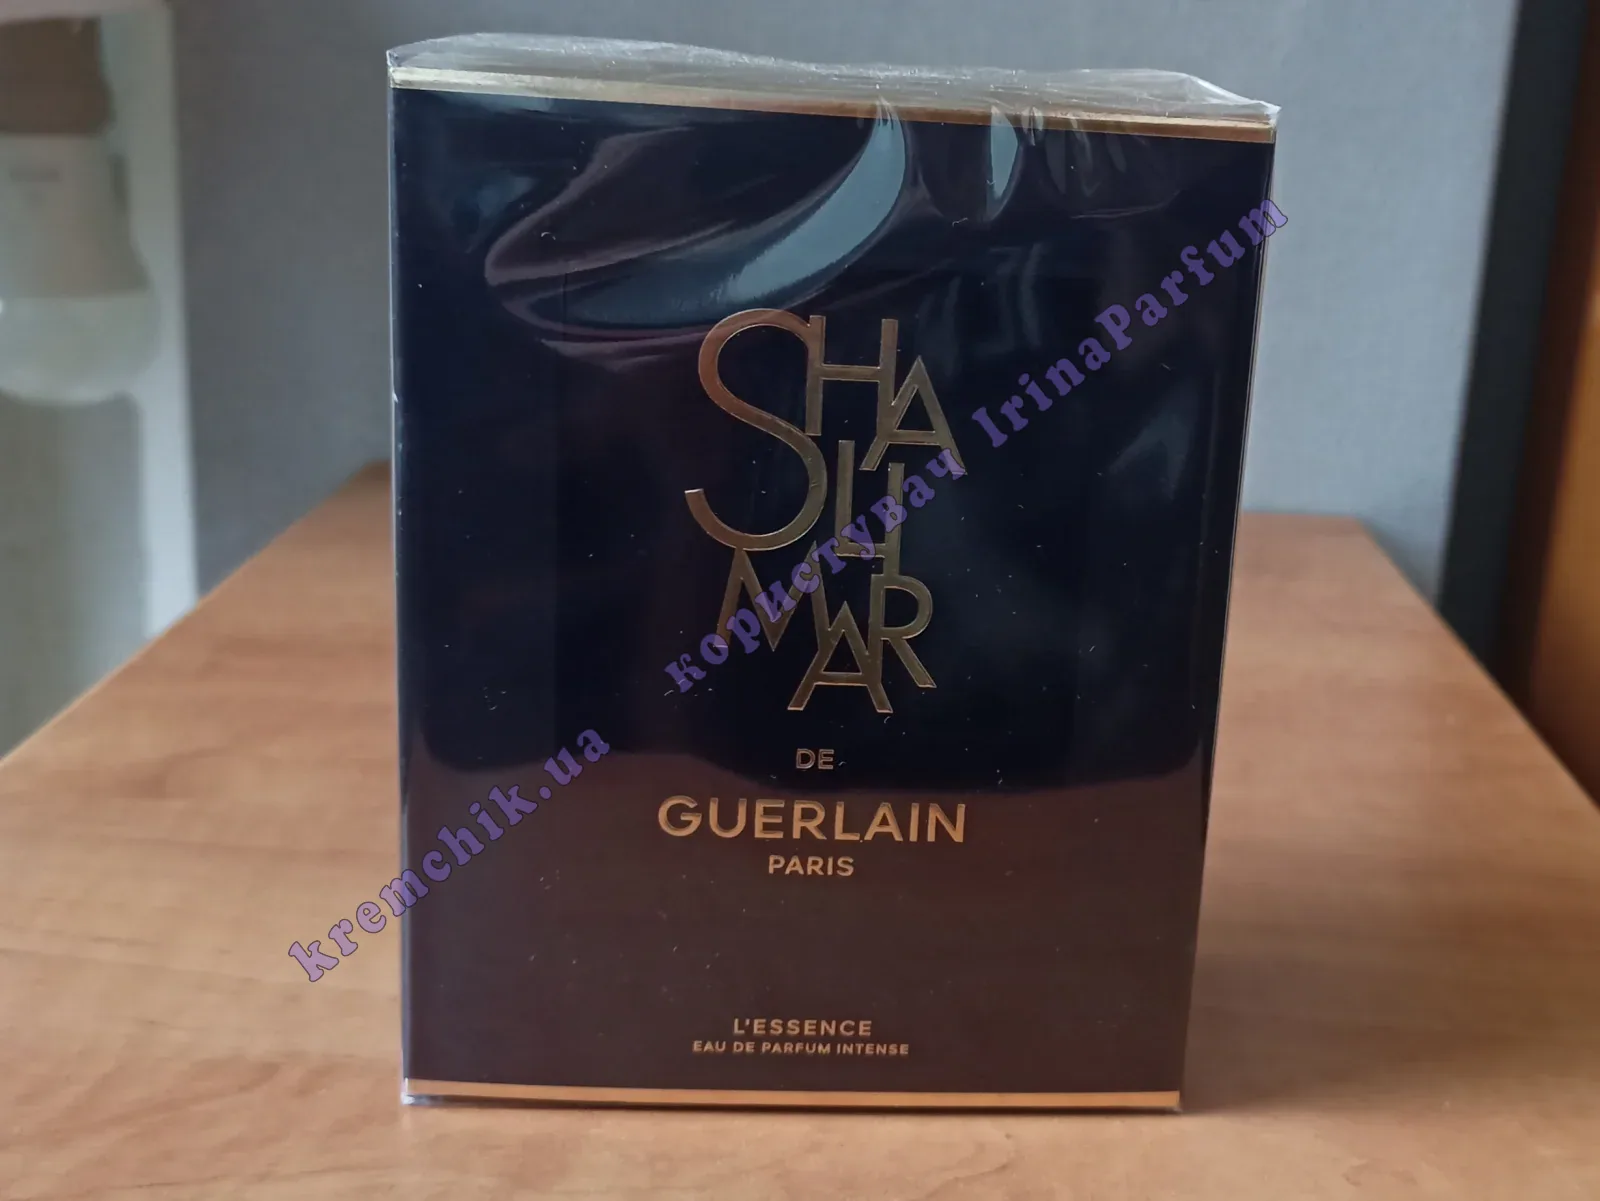 SHALIMAR
DE
GUERLAIN
PARIS
L'ESSENCE
EAU DE PARFUM INTENSE
kremchik.ua користувач IrinaParfum